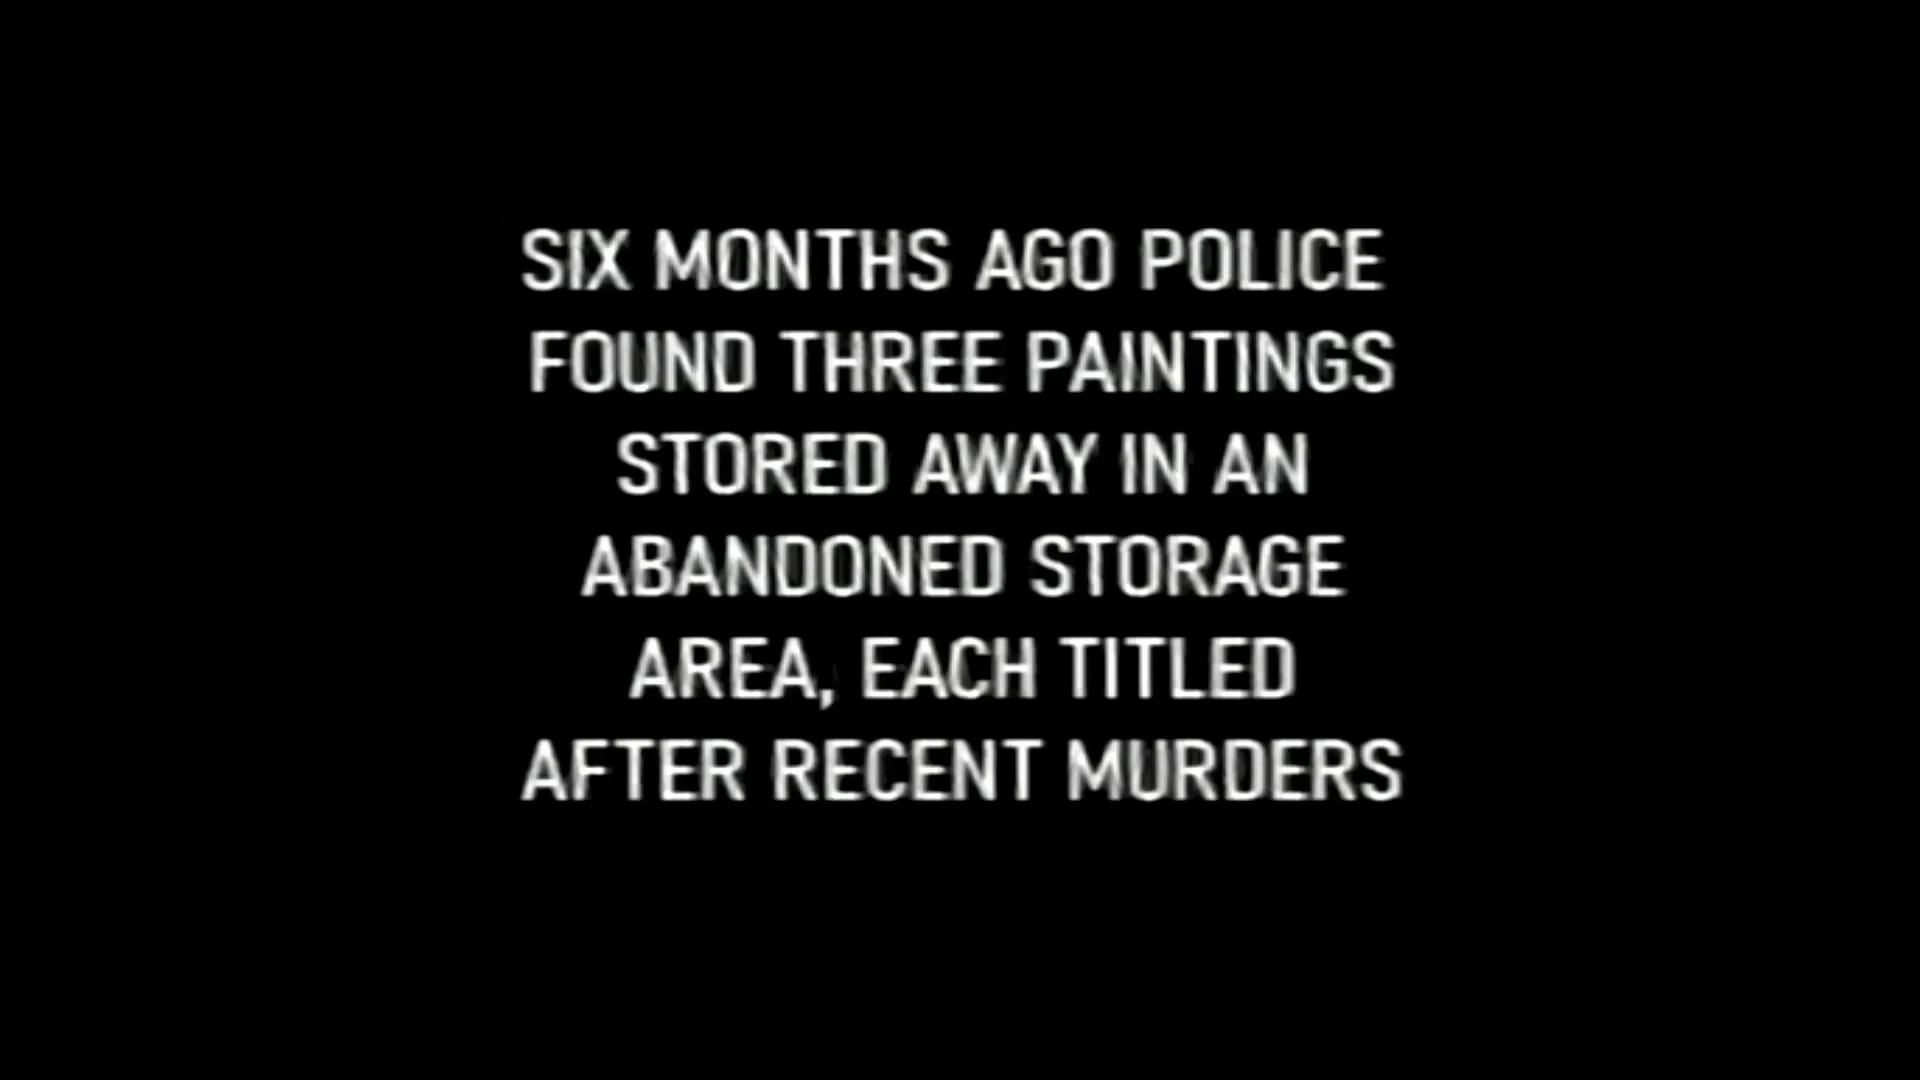 SIX MONTHS AGO POLICE
FOUND THREE PAINTINGS
STORED AWAY IN AN
ABANDONED STORAGE
AREA, EACH TITLED
AFTER RECENT MURDERS